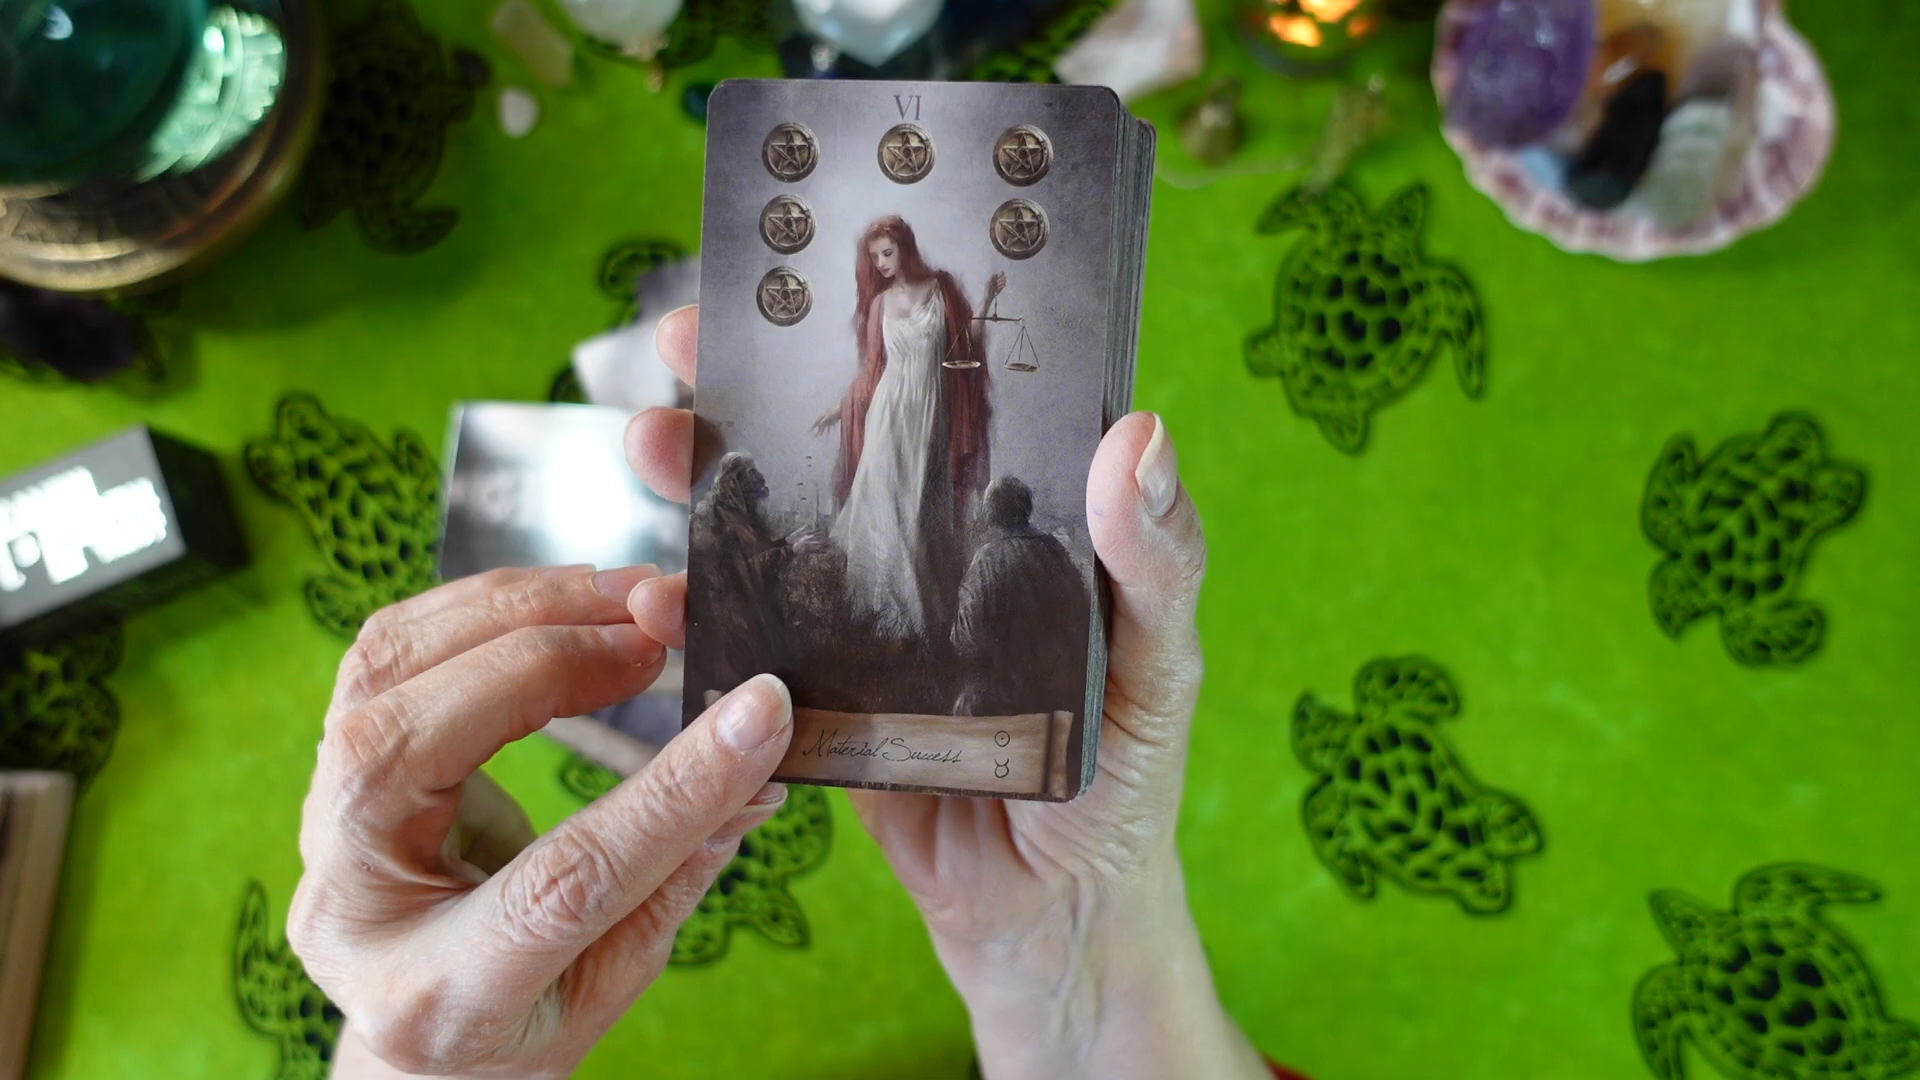 VI
Material Success
☉
♉